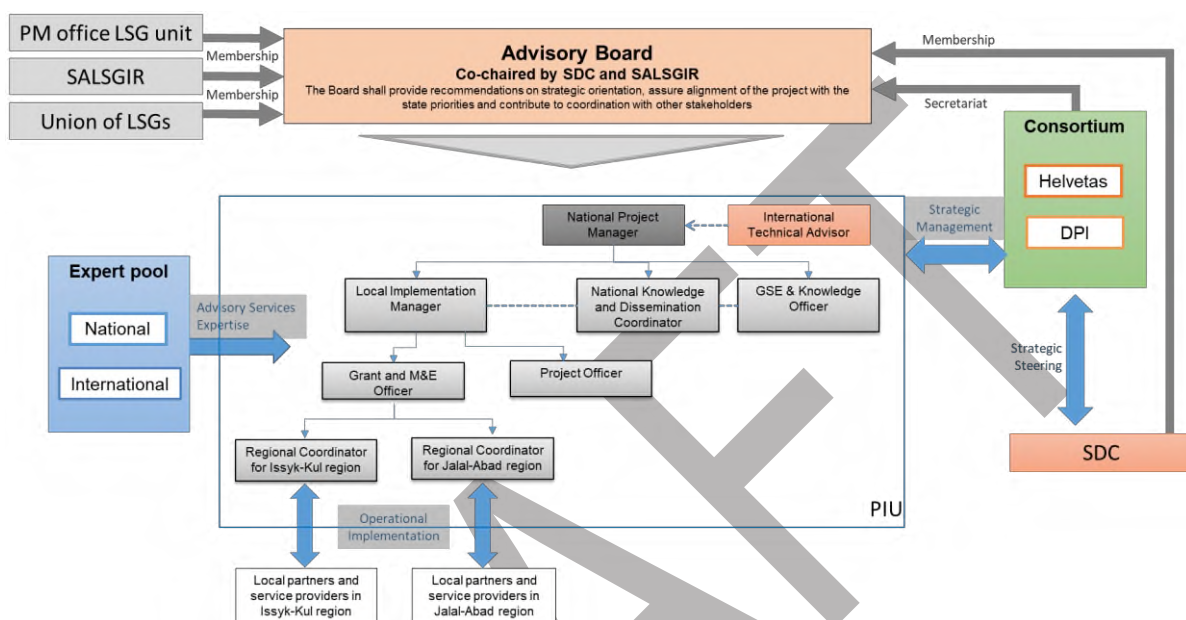 PM office LSG unit
Membership
SALSGIR
Membership
Union of LSGs
Advisory Board
Co-chaired by SDC and SALSGIR
The Board shall provide recommendations on strategic orientation, assure alignment of the project with the
state priorities and contribute to coordination with other stakeholders
Membership
Secretariat
Consortium
Helvetas
DPI
National Project
Manager
International
Technical Advisor
Strategic
Management
Expert pool
National
International
Advisory Services
Expertise
Local Implementation
Manager
National Knowledge
and Dissemination
Coordinator
GSE & Knowledge
Officer
Grant and M&E
Officer
Project Officer
Strategic
Steering
Regional Coordinator
for Issyk-Kul region
Regional Coordinator
for Jalal-Abad region
SDC
PIU
Operational
Implementation
Local partners and
service providers in
Issyk-Kul region
Local partners and
service providers in
Jalal-Abad region